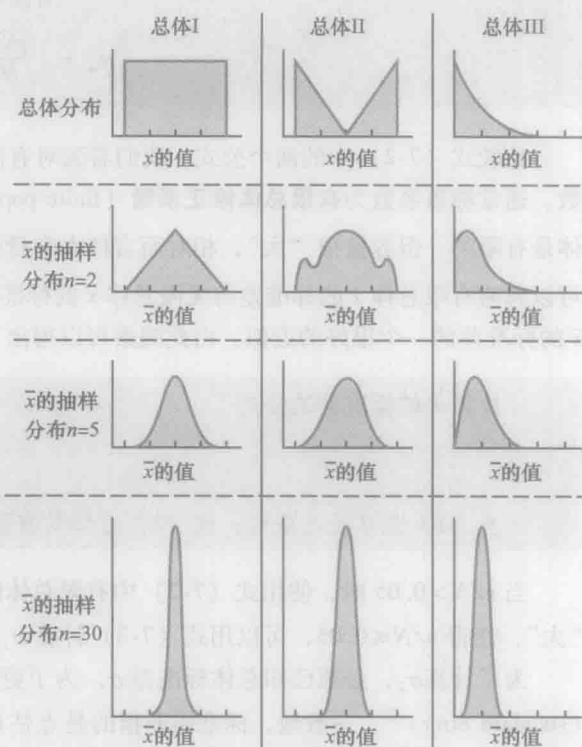 总体I 总体II 总体III
总体分布
x的值 x的值 x的值
x̄的抽样
分布n=2
x̄的值 x̄的值 x̄的值
x̄的抽样
分布n=5
x̄的值 x̄的值 x̄的值
x̄的抽样
分布n=30
x̄的值 x̄的值 x̄的值